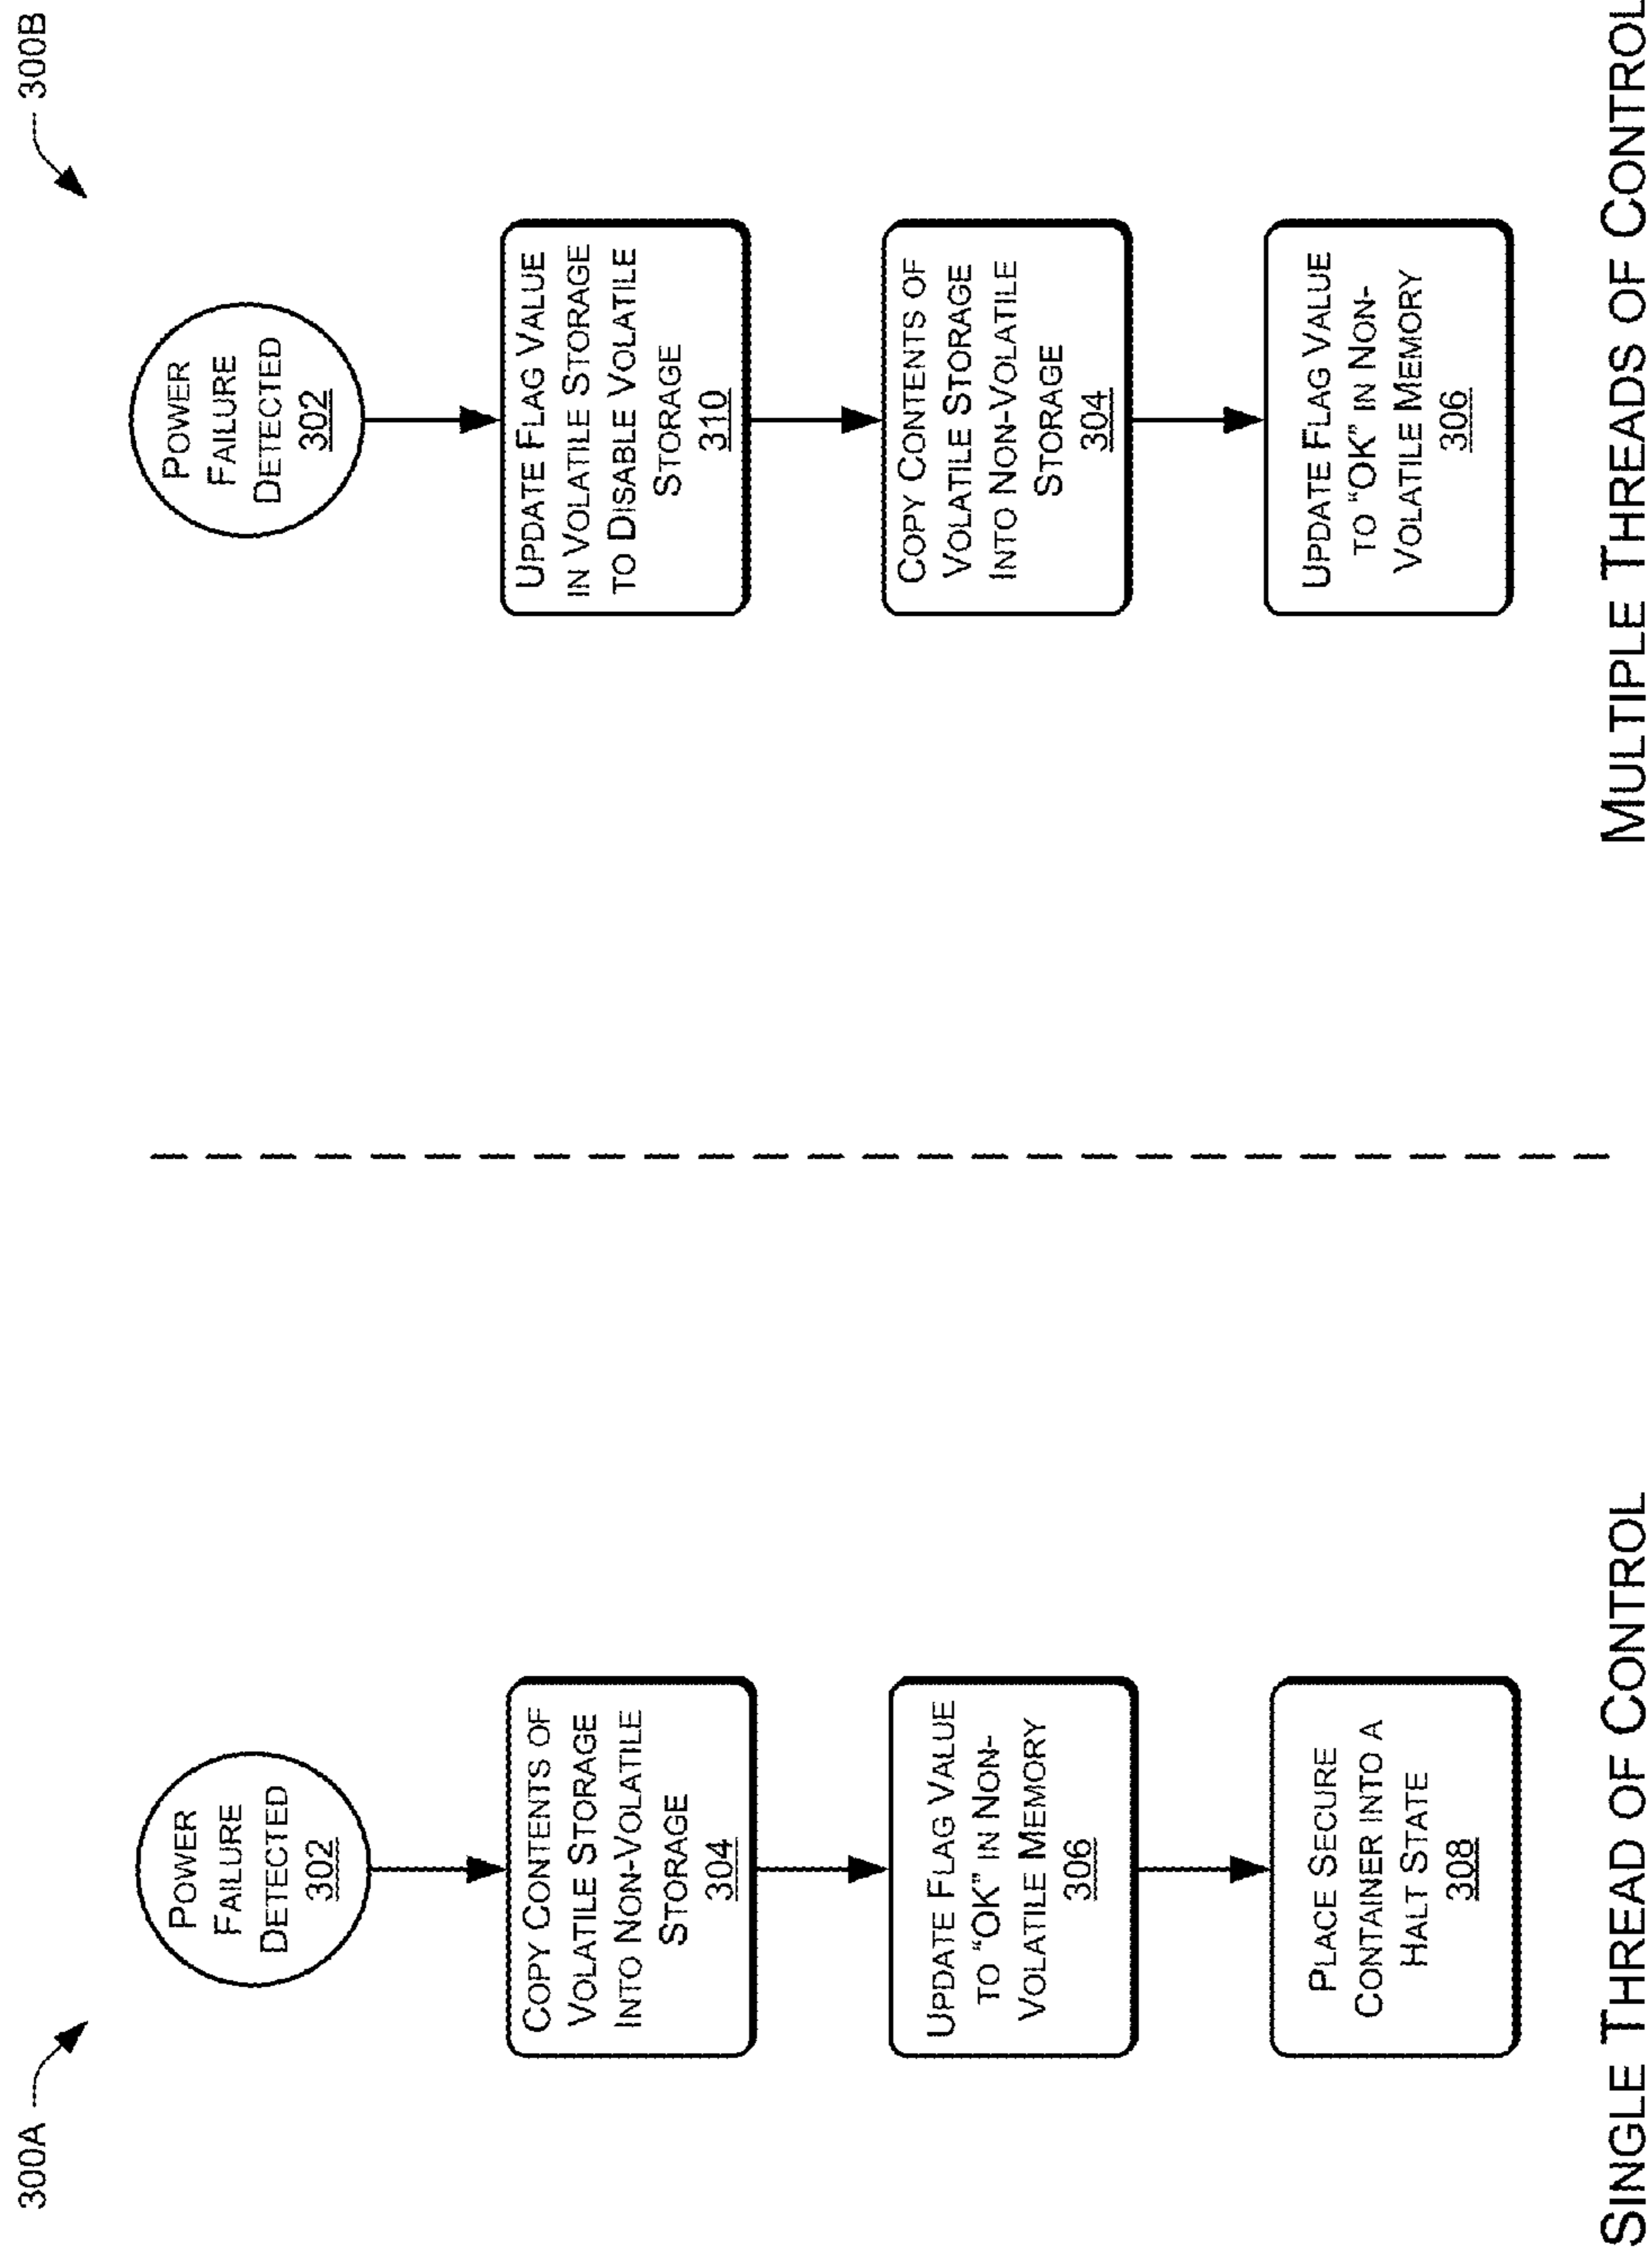 300A
POWER
FAILURE
DETECTED
302
COPY CONTENTS OF
VOLATILE STORAGE
INTO NON-VOLATILE
STORAGE
304
UPDATE FLAG VALUE
TO "OK" IN NON-
VOLATILE MEMORY
306
PLACE SECURE
CONTAINER INTO A
HALT STATE
308
SINGLE THREAD OF CONTROL
300B
POWER
FAILURE
DETECTED
302
UPDATE FLAG VALUE
IN VOLATILE STORAGE
TO DISABLE VOLATILE
STORAGE
310
COPY CONTENTS OF
VOLATILE STORAGE
INTO NON-VOLATILE
STORAGE
304
UPDATE FLAG VALUE
TO "OK" IN NON-
VOLATILE MEMORY
306
MULTIPLE THREADS OF CONTROL